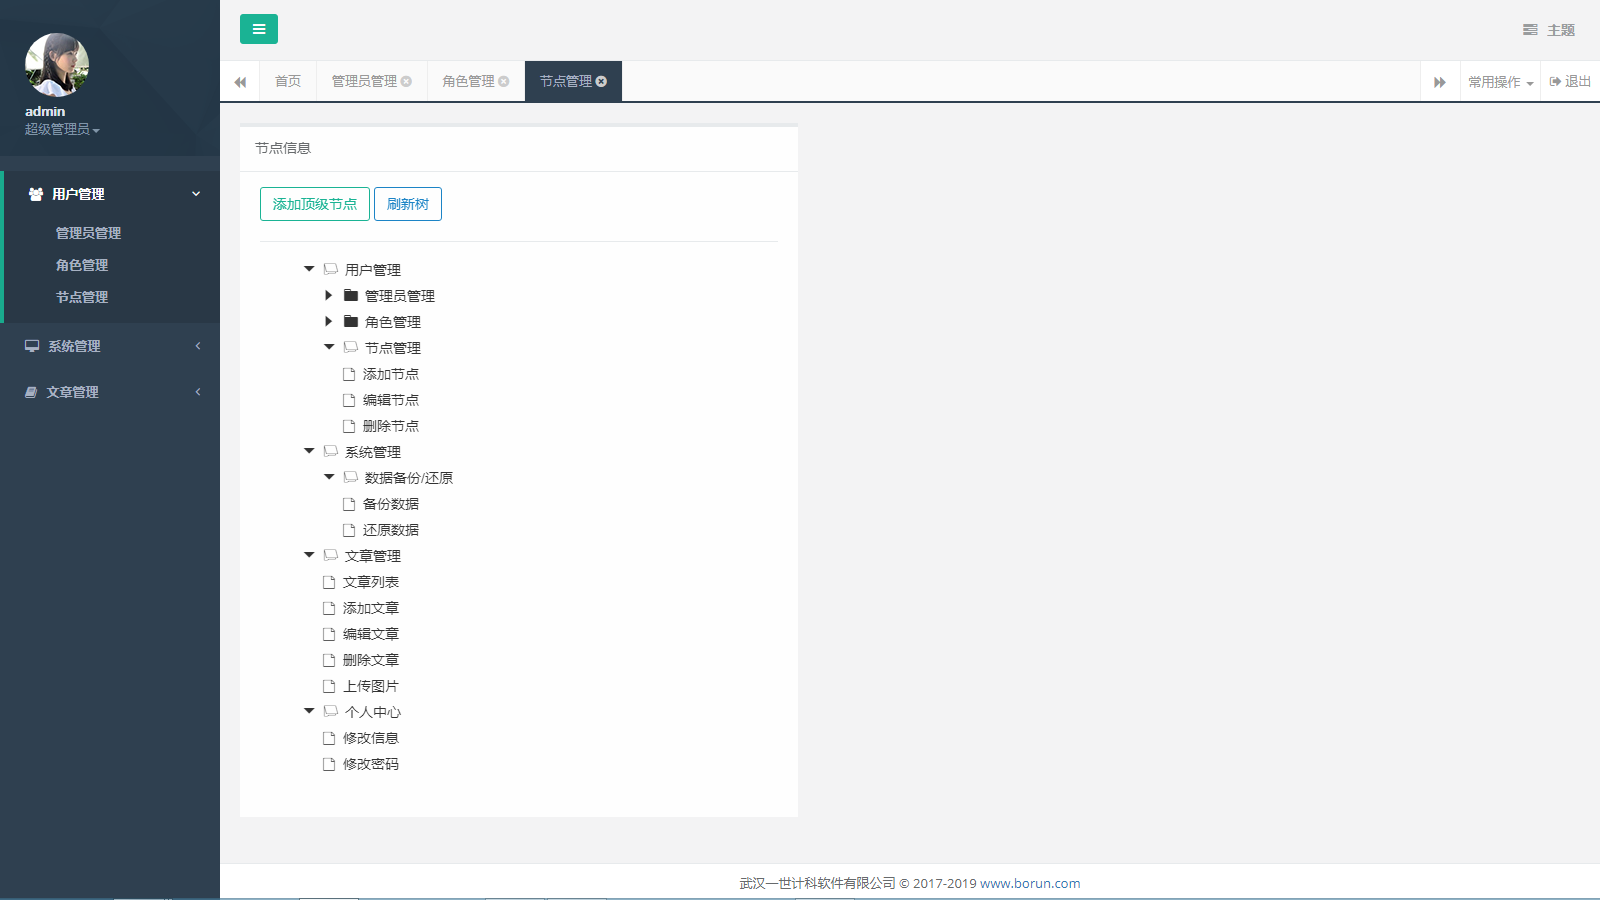 admin
超级管理员
用户管理
管理员管理
角色管理
节点管理
系统管理
文章管理
主题
首页 管理员管理 角色管理 节点管理 常用操作 退出
节点信息
添加顶级节点 刷新树
用户管理
管理员管理
角色管理
节点管理
添加节点
编辑节点
删除节点
系统管理
数据备份/还原
备份数据
还原数据
文章管理
文章列表
添加文章
编辑文章
删除文章
上传图片
个人中心
修改信息
修改密码
武汉一世计科软件有限公司 © 2017-2019 www.borun.com